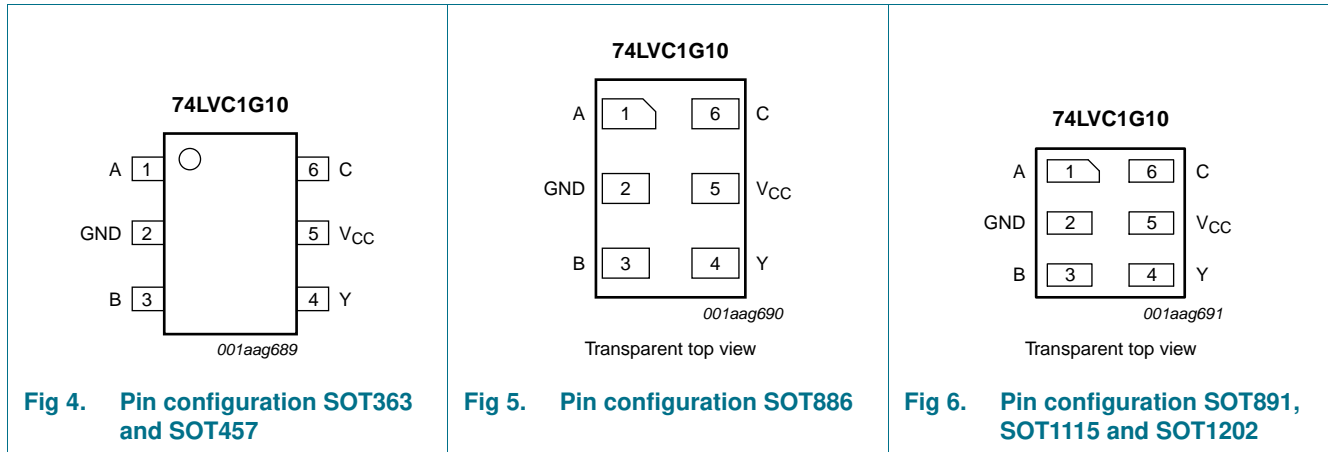 74LVC1G10
A 1 6 C
GND 2 5 VCC
B 3 4 Y
001aag689
Fig 4. Pin configuration SOT363
and SOT457
74LVC1G10
A 1 6 C
GND 2 5 VCC
B 3 4 Y
001aag690
Transparent top view
Fig 5. Pin configuration SOT886
74LVC1G10
A 1 6 C
GND 2 5 VCC
B 3 4 Y
001aag691
Transparent top view
Fig 6. Pin configuration SOT891,
SOT1115 and SOT1202